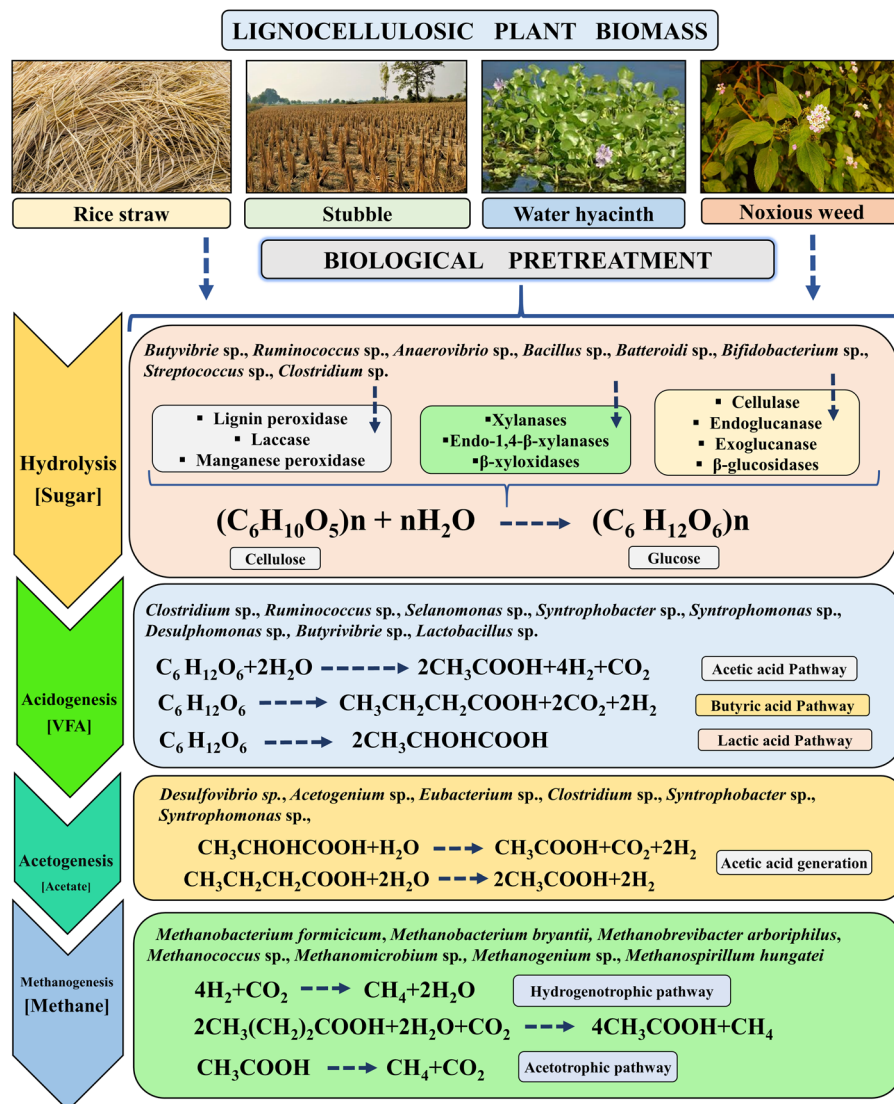 LIGNOCELLULOSIC PLANT BIOMASS
Rice straw
Stubble
Water hyacinth
Noxious weed
BIOLOGICAL PRETREATMENT
Hydrolysis
[Sugar]
Butyvibrie sp., Ruminococcus sp., Anaerovibrio sp., Bacillus sp., Batteroidi sp., Bifidobacterium sp.,
Streptococcus sp., Clostridium sp.
▪ Lignin peroxidase
▪ Laccase
▪ Manganese peroxidase
▪Xylanases
▪Endo-1,4-β-xylanases
▪β-xyloxidases
▪ Cellulase
▪ Endoglucanase
▪ Exoglucanase
▪ β-glucosidases
(C₆H₁₀O₅)n + nH₂O (C₆ H₁₂O₆)n
Cellulose
Glucose
Acidogenesis
[VFA]
Clostridium sp., Ruminococcus sp., Selanomonas sp., Syntrophobacter sp., Syntrophomonas sp.,
Desulphomonas sp., Butyrivibrie sp., Lactobacillus sp.
C₆ H₁₂O₆+2H₂O 2CH₃COOH+4H₂+CO₂
Acetic acid Pathway
C₆ H₁₂O₆ CH₃CH₂CH₂COOH+2CO₂+2H₂
Butyric acid Pathway
C₆ H₁₂O₆ 2CH₃CHOHCOOH
Lactic acid Pathway
Acetogenesis
[Acetate]
Desulfovibrio sp., Acetogenium sp., Eubacterium sp., Clostridium sp., Syntrophobacter sp.,
Syntrophomonas sp.,
CH₃CHOHCOOH+H₂O CH₃COOH+CO₂+2H₂
CH₃CH₂CH₂COOH+2H₂O 2CH₃COOH+2H₂
Acetic acid generation
Methanogenesis
[Methane]
Methanobacterium formicicum, Methanobacterium bryantii, Methanobrevibacter arboriphilus,
Methanococcus sp., Methanomicrobium sp., Methanogenium sp., Methanospirillum hungatei
4H₂+CO₂ CH₄+2H₂O
Hydrogenotrophic pathway
2CH₃(CH₂)₂COOH+2H₂O+CO₂ 4CH₃COOH+CH₄
CH₃COOH CH₄+CO₂
Acetotrophic pathway